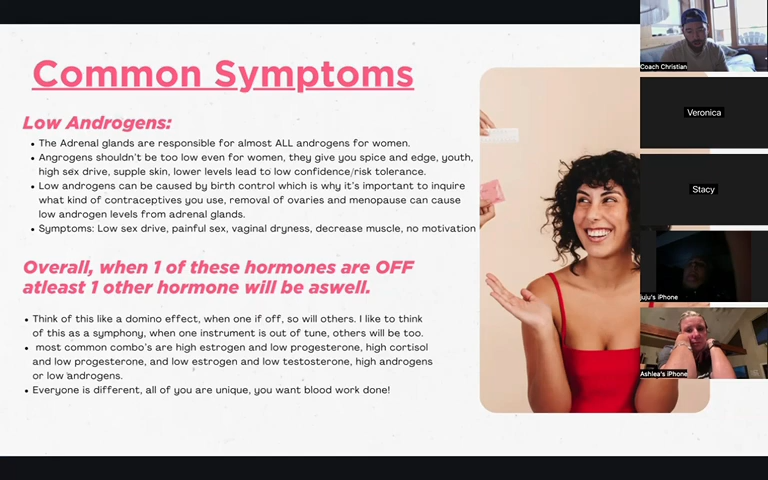 Common Symptoms
Low Androgens:
• The Adrenal glands are responsible for almost ALL androgens for women.
• Angrogens shouldn't be too low even for women, they give you spice and edge, youth,
high sex drive, supple skin, lower levels lead to low confidence/risk tolerance.
• Low androgens can be caused by birth control which is why it's important to inquire
what kind of contraceptives you use, removal of ovaries and menopause can cause
low androgen levels from adrenal glands.
• Symptoms: Low sex drive, painful sex, vaginal dryness, decrease muscle, no motivation
Overall, when 1 of these hormones are OFF
atleast 1 other hormone will be aswell.
• Think of this like a domino effect, when one if off, so will others. I like to think
of this as a symphony, when one instrument is out of tune, others will be too.
• most common combo's are high estrogen and low progesterone, high cortisol
and low progesterone, and low estrogen and low testosterone, high androgens
or low androgens.
• Everyone is different, all of you are unique, you want blood work done!
Coach Christian
Veronica
Stacy
juju's iPhone
Ashlea's iPhone